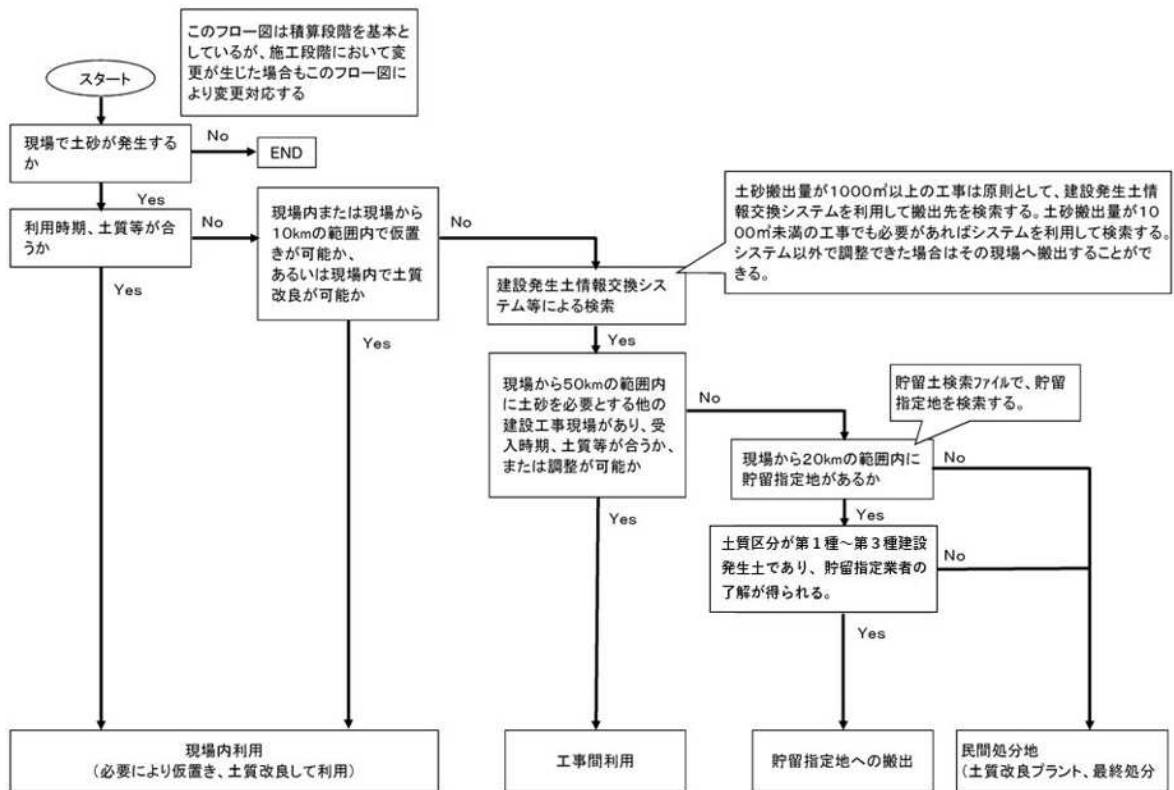 このフロー図は積算段階を基本と
しているが、施工段階において変
更が生じた場合もこのフロー図に
より変更対応する
スタート
現場で土砂が発生する
か
No
END
Yes
利用時期、土質等が合
うか
No
現場内または現場から
10kmの範囲内で仮置
きが可能か、
あるいは現場内で土質
改良が可能か
No
土砂搬出量が1000㎥以上の工事は原則として、建設発生土情
報交換システムを利用して搬出先を検索する。土砂搬出量が1
000㎥未満の工事でも必要があればシステムを利用して検索する。
システム以外で調整できた場合はその現場へ搬出することがで
きる。
Yes
建設発生土情報交換シス
テム等による検索
Yes
Yes
現場から50kmの範囲内
に土砂を必要とする他の
建設工事現場があり、受
入時期、土質等が合うか、
または調整が可能か
No
貯留土検索ファイルで、貯留
指定地を検索する。
現場から20kmの範囲内に
貯留指定地があるか
No
Yes
Yes
土質区分が第1種~第3種建設
発生土であり、貯留指定業者の
了解が得られる。
No
Yes
現場内利用
(必要により仮置き、土質改良して利用)
工事間利用
貯留指定地への搬出
民間処分地
(土質改良プラント、最終処分